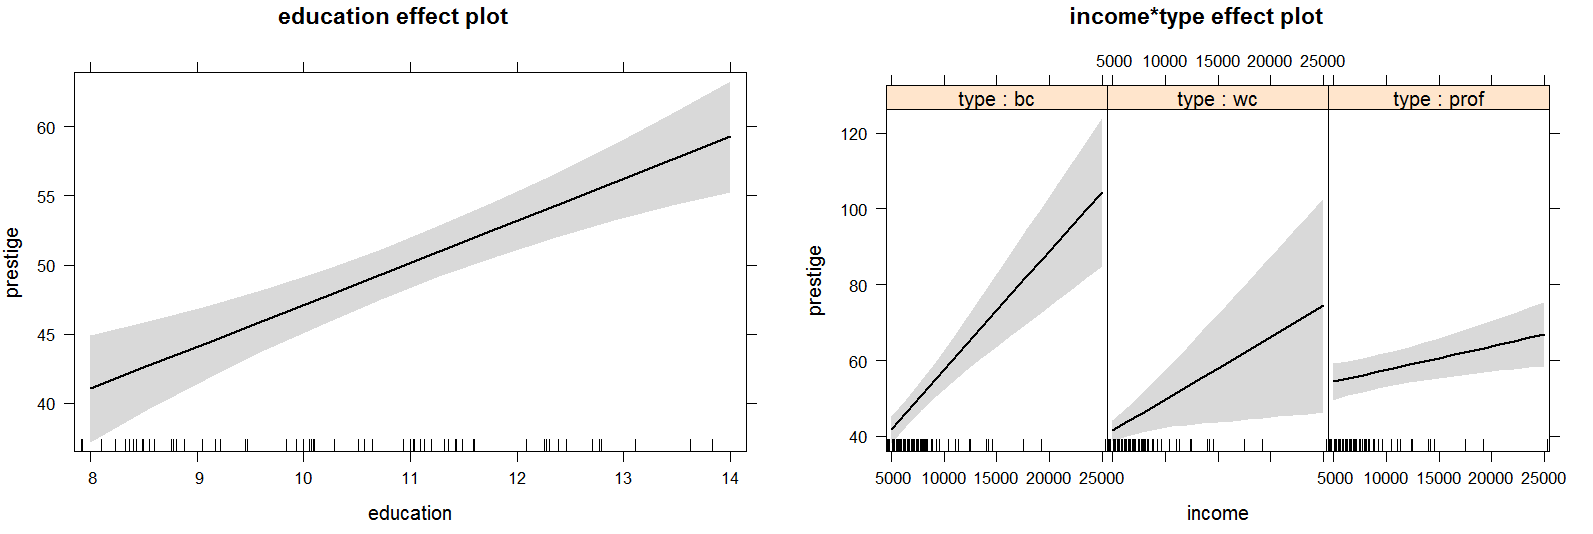 education effect plot
60
55
50
45
40
prestige
8 9 10 11 12 13 14
education
income*type effect plot
5000 10000 15000 20000 25000
type : bc type : wc type : prof
120
100
80
60
40
prestige
5000 10000 15000 20000 25000 5000 10000 15000 20000 25000
income